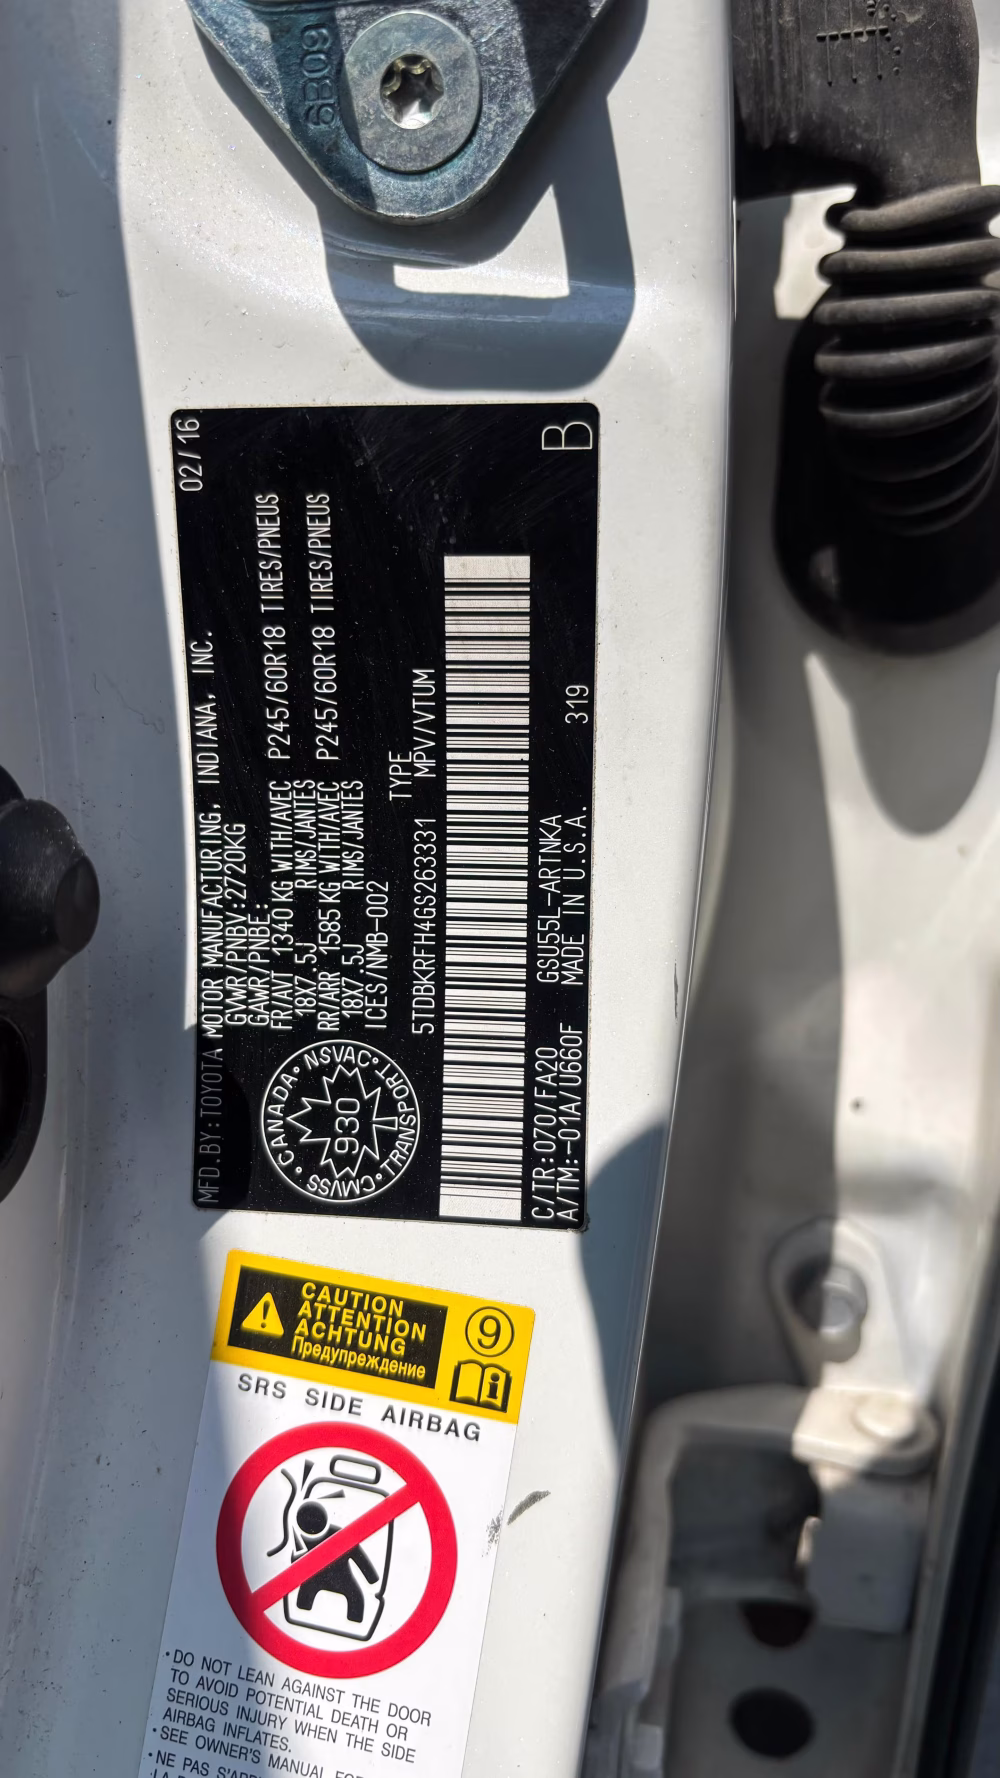 6B09
02/16
MFD.BY:TOYOTA MOTOR MANUFACTURING, INDIANA, INC.
GVWR/PNBV:2720KG
GAWR/PNBE:
FR/AVT 1340 KG WITH/AVEC P245/60R18 TIRES/PNEUS
18X7.5J RIMS/JANTES
RR/ARR 1585 KG WITH/AVEC P245/60R18 TIRES/PNEUS
18X7.5J RIMS/JANTES
ICES/NMB-002
TYPE
5TDBKRFH4GS263331 MPV/VTUM
CANADA • NSVAC • TRANSPORT • CMVSS •
930
C/TR:070/FA20 GSU55L-ARTNKA
A/TM:-01A/U660F MADE IN U.S.A. 319
B
CAUTION
ATTENTION
ACHTUNG
Предупреждение
9
i
SRS SIDE AIRBAG
•DO NOT LEAN AGAINST THE DOOR
TO AVOID POTENTIAL DEATH OR
SERIOUS INJURY WHEN THE SIDE
AIRBAG INFLATES.
•SEE OWNER'S MANUAL
•NE PAS